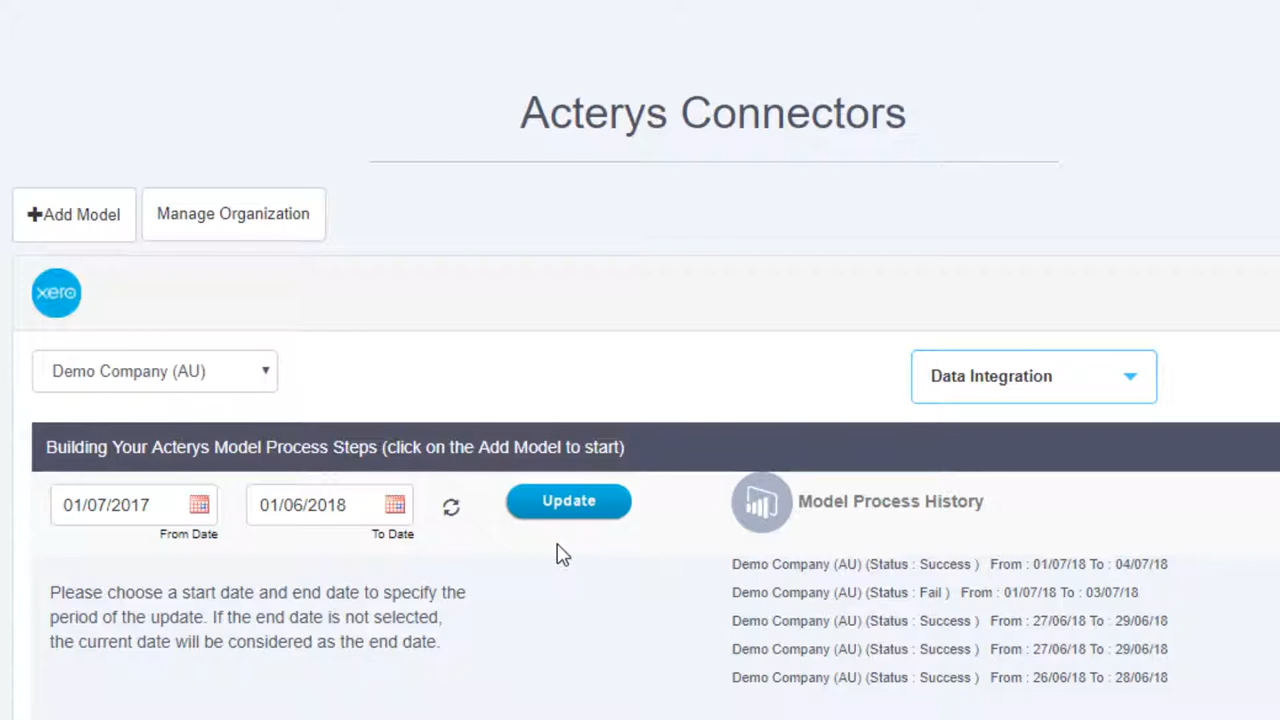 Acterys Connectors
Add Model
Manage Organization
xero
Demo Company (AU)
Data Integration
Building Your Acterys Model Process Steps (click on the Add Model to start)
01/07/2017
01/06/2018
Update
Model Process History
From Date
To Date
Demo Company (AU) (Status : Success ) From : 01/07/18 To : 04/07/18
Demo Company (AU) (Status : Fail ) From : 01/07/18 To : 03/07/18
Demo Company (AU) (Status : Success ) From : 27/06/18 To : 29/06/18
Demo Company (AU) (Status : Success ) From : 27/06/18 To : 29/06/18
Demo Company (AU) (Status : Success ) From : 26/06/18 To : 28/06/18
Please choose a start date and end date to specify the
period of the update. If the end date is not selected,
the current date will be considered as the end date.